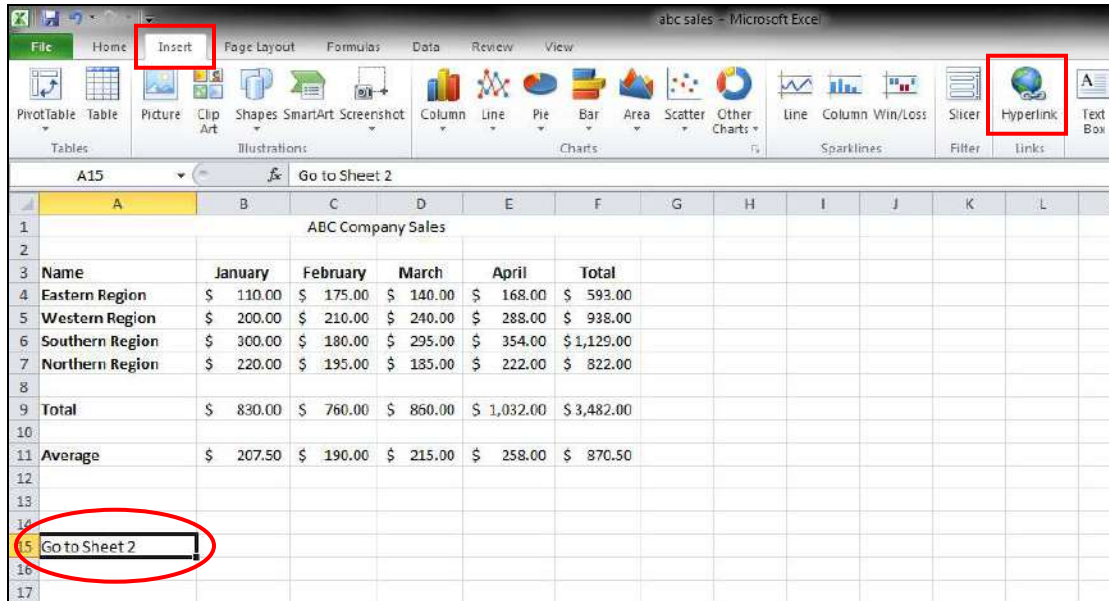 abc sales - Microsoft Excel
File Home Insert Page Layout Formulas Data Review View
PivotTable Table Picture Clip Art Shapes SmartArt Screenshot Column Line Pie Bar Area Scatter Other Charts Line Column Win/Loss Slicer Hyperlink Text Box
Tables Illustrations Charts Sparklines Filter Links
A15 fx Go to Sheet 2
A B C D E F G H I J K L
1 ABC Company Sales
2
3 Name January February March April Total
4 Eastern Region $ 110.00 $ 175.00 $ 140.00 $ 168.00 $ 593.00
5 Western Region $ 200.00 $ 210.00 $ 240.00 $ 288.00 $ 938.00
6 Southern Region $ 300.00 $ 180.00 $ 295.00 $ 354.00 $ 1,129.00
7 Northern Region $ 220.00 $ 195.00 $ 185.00 $ 222.00 $ 822.00
8
9 Total $ 830.00 $ 760.00 $ 860.00 $ 1,032.00 $ 3,482.00
10
11 Average $ 207.50 $ 190.00 $ 215.00 $ 258.00 $ 870.50
12
13
14
15 Go to Sheet 2
16
17